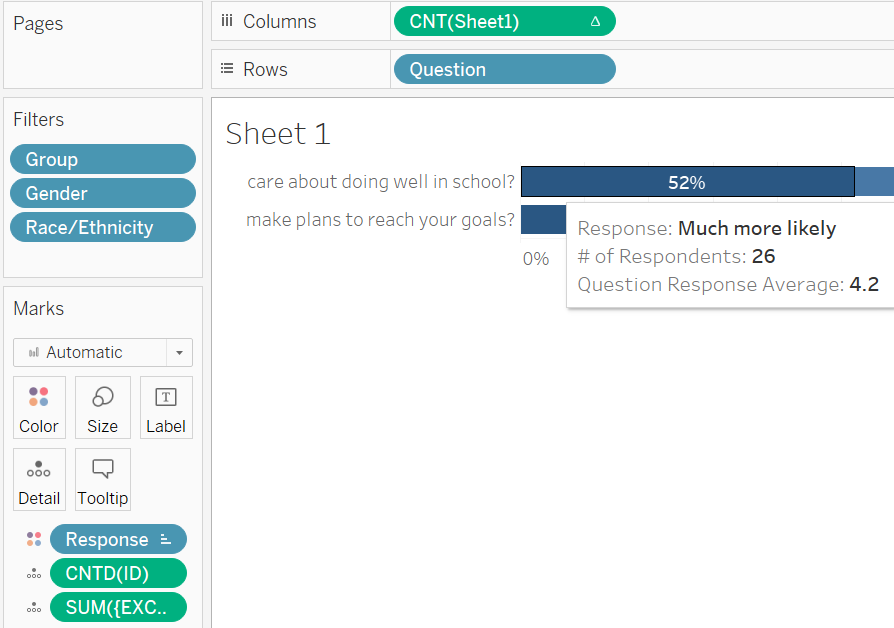 Pages
Columns
CNT(Sheet1) Δ
Rows
Question
Filters
Group
Gender
Race/Ethnicity
Sheet 1
care about doing well in school?
52%
make plans to reach your goals?
0%
Response: Much more likely
# of Respondents: 26
Question Response Average: 4.2
Marks
Automatic
Color
Size
T
Label
Detail
Tooltip
Response
CNTD(ID)
SUM({EXC..